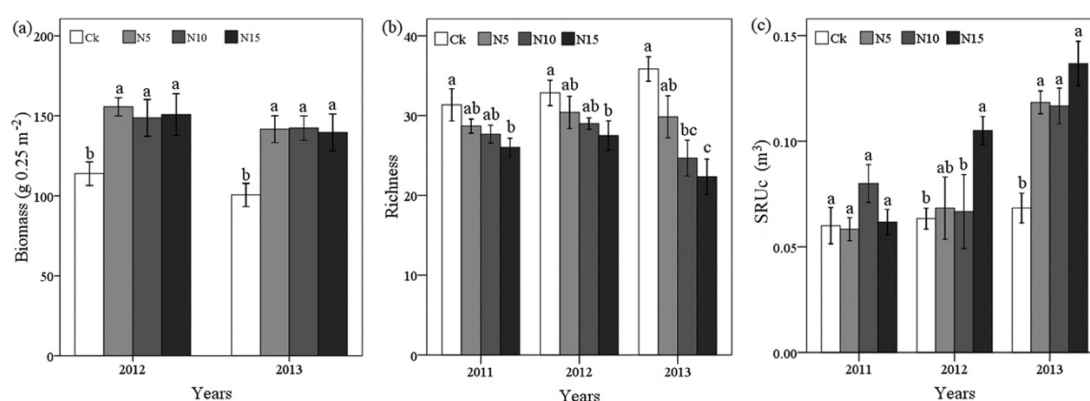 (a)
Ck N5 N10 N15
Biomass (g 0.25 m⁻²)
200
150
100
50
0
b a a a
b a a a
2012 2013
Years
(b)
Ck N5 N10 N15
Richness
40
30
20
10
0
a ab ab b
a ab b b
a ab bc c
2011 2012 2013
Years
(c)
Ck N5 N10 N15
SRUc (m³)
0.15
0.10
0.05
0.00
a a a a
b ab b a
b a a a
2011 2012 2013
Years